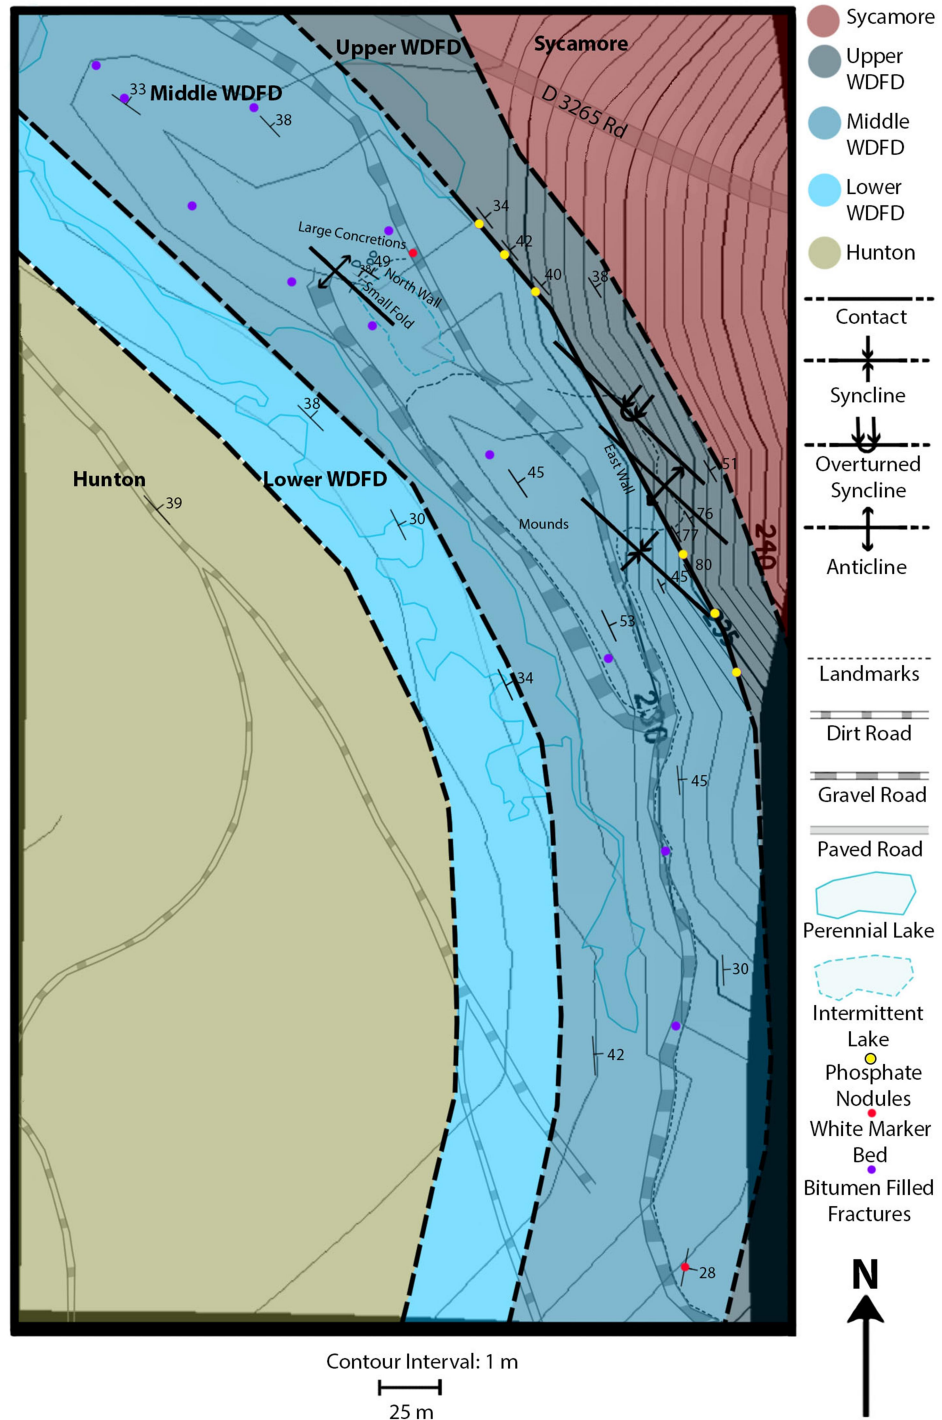 Upper WDFD
Sycamore
D 3265 Rd
33
Middle WDFD
38
34
42
Large Concretions
49
38
North Wall
40
38
Small Fold
38
Hunton
Lower WDFD
39
30
45
Mounds
East Wall
51
76
77
80
45
240
235
53
34
230
45
30
42
28
Sycamore
Upper
WDFD
Middle
WDFD
Lower
WDFD
Hunton
Contact
Syncline
Overturned
Syncline
Anticline
Landmarks
Dirt Road
Gravel Road
Paved Road
Perennial Lake
Intermittent
Lake
Phosphate
Nodules
White Marker
Bed
Bitumen Filled
Fractures
N
Contour Interval: 1 m
25 m